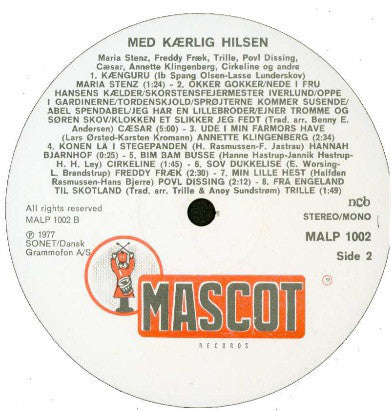 MED KÆRLIG HILSEN
Maria Stenz, Freddy Fræk, Trille, Povl Dissing,
Cæsar, Annette Klingenberg, Cirkeline og andre
1. KÆNGURU (Ib Spang Olsen-Lasse Lunderskov)
MARIA STENZ (1:24) - 2. OKKER GOKKER/NEDE I FRU
HANSENS KÆLDER/SKORSTENSFEJERMESTER IVERLUND/OPPE
I GARDINERNE/TORDENSKJOLD/SPRØJTERNE KOMMER SUSENDE/
ABEL SPENDABEL/JEG HAR EN LILLEBRODER/EJNER TROMME OG
SØREN SKOV/KLOKKEN ET SLIKKER JEG FEDT (Trad. arr. Benny E.
Andersen) CÆSAR (5:00) - 3. UDE I MIN FARMORS HAVE
(Lars Ørsted-Karsten Kromann) ANNETTE KLINGENBERG (2:34)
4. KONEN LA I STEGEPANDEN (H. Rasmussen-F. Jastrau) HANNAH
BJARNHOF (0:25) - 5. BIM BAM BUSSE (Hanne Hastrup-Jannik Hastrup-
H. H. Ley) CIRKELINE (1:45) - 6. SOV DUKKELISE (E. Worsing-
L. Brandstrup) FREDDY FRÆK (1:50) - 7. MIN LILLE HEST (Halfdan
Rasmussen-Hans Bjerre) POVL DISSING (2:12) - 8. FRA ENGELAND
TIL SKOTLAND (Trad. arr. Trille & Amoy Sundstrøm) TRILLE (1:49)
All rights reserved
MALP 1002 B
ncb
STEREO/MONO
MALP 1002
Side 2
℗ 1977
SONET/Dansk
Grammofon A/S
MASCOT
RECORDS